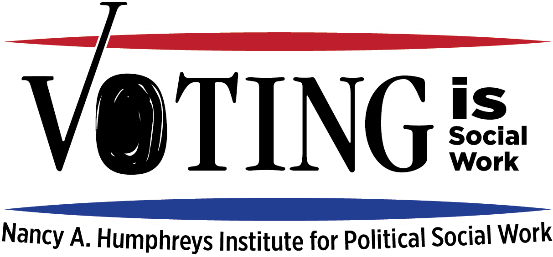 VOTING
is
Social
Work
Nancy A. Humphreys Institute for Political Social Work